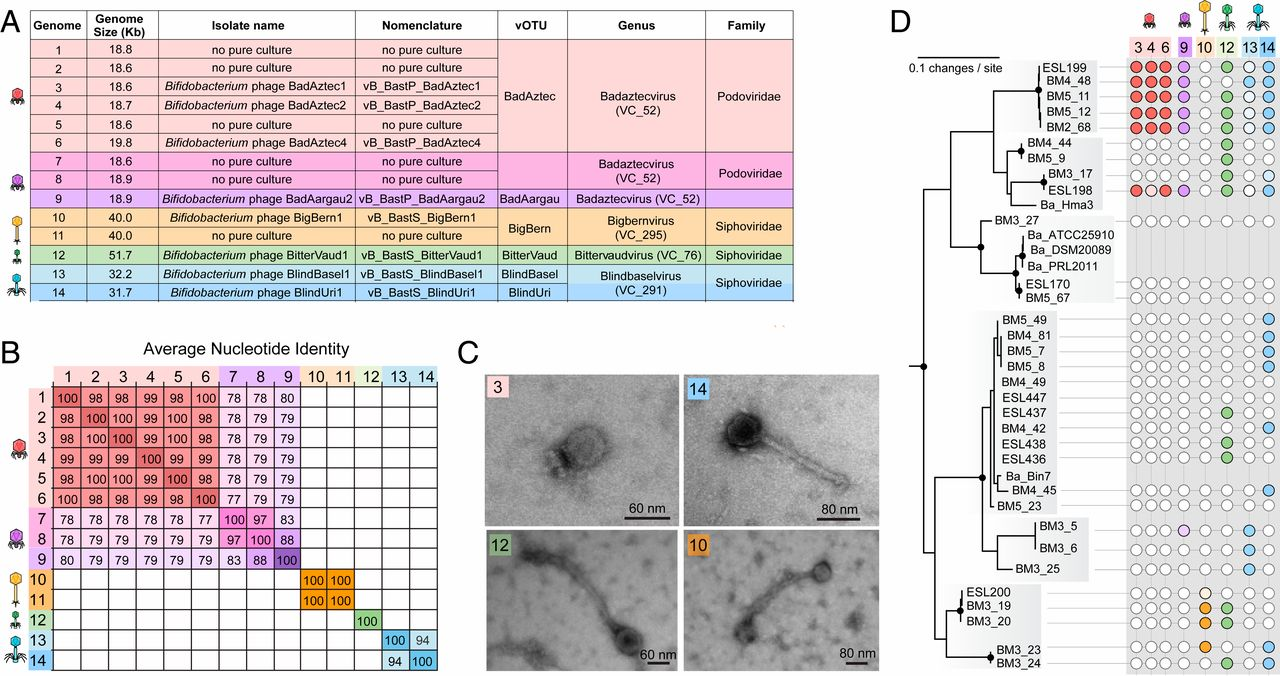 A
Genome Genome Size (Kb) Isolate name Nomenclature vOTU Genus Family
1 18.8 no pure culture no pure culture
2 18.6 no pure culture no pure culture
3 18.6 Bifidobacterium phage BadAztec1 vB_BastP_BadAztec1
4 18.7 Bifidobacterium phage BadAztec2 vB_BastP_BadAztec2
5 18.6 no pure culture no pure culture
6 19.8 Bifidobacterium phage BadAztec4 vB_BastP_BadAztec4
BadAztec
Badaztecvirus
(VC_52)
Podoviridae
7 18.6 no pure culture no pure culture
8 18.9 no pure culture no pure culture
Badaztecvirus
(VC_52)
Podoviridae
9 18.9 Bifidobacterium phage BadAargau2 vB_BastP_BadAargau2 BadAargau Badaztecvirus (VC_52)
10 40.0 Bifidobacterium phage BigBern1 vB_BastS_BigBern1
11 40.0 no pure culture no pure culture
BigBern
Bigbernvirus
(VC_295)
Siphoviridae
12 51.7 Bifidobacterium phage BitterVaud1 vB_BastS_BitterVaud1 BitterVaud Bittervaudvirus (VC_76) Siphoviridae
13 32.2 Bifidobacterium phage BlindBasel1 vB_BastS_BlindBasel1 BlindBasel
14 31.7 Bifidobacterium phage BlindUri1 vB_BastS_BlindUri1 BlindUri
Blindbaselvirus
(VC_291)
Siphoviridae
B
Average Nucleotide Identity
1 2 3 4 5 6 7 8 9 10 11 12 13 14
1 100 98 98 99 98 100 78 78 80
2 98 100 100 98 100 98 78 79 79
3 98 100 100 99 100 98 78 79 79
4 99 99 99 100 99 99 78 79 79
5 98 100 100 99 100 98 78 79 79
6 100 98 98 99 98 100 77 79 79
7 78 78 78 78 78 77 100 97 83
8 78 79 79 79 79 79 97 100 88
9 80 79 79 79 79 79 83 88 100
10 100 100
11 100 100
12 100
13 100 94
14 94 100
C
3
60 nm
14
80 nm
12
60 nm
10
80 nm
D
0.1 changes / site
3 4 6 9 10 12 13 14
ESL199
BM4_48
BM5_11
BM5_12
BM2_68
BM4_44
BM5_9
BM3_17
ESL198
Ba_Hma3
BM3_27
Ba_ATCC25910
Ba_DSM20089
Ba_PRL2011
ESL170
BM5_67
BM5_49
BM4_81
BM5_7
BM5_8
BM4_49
ESL447
ESL437
BM4_42
ESL438
ESL436
Ba_Bin7
BM4_45
BM5_23
BM3_5
BM3_6
BM3_25
ESL200
BM3_19
BM3_20
BM3_23
BM3_24